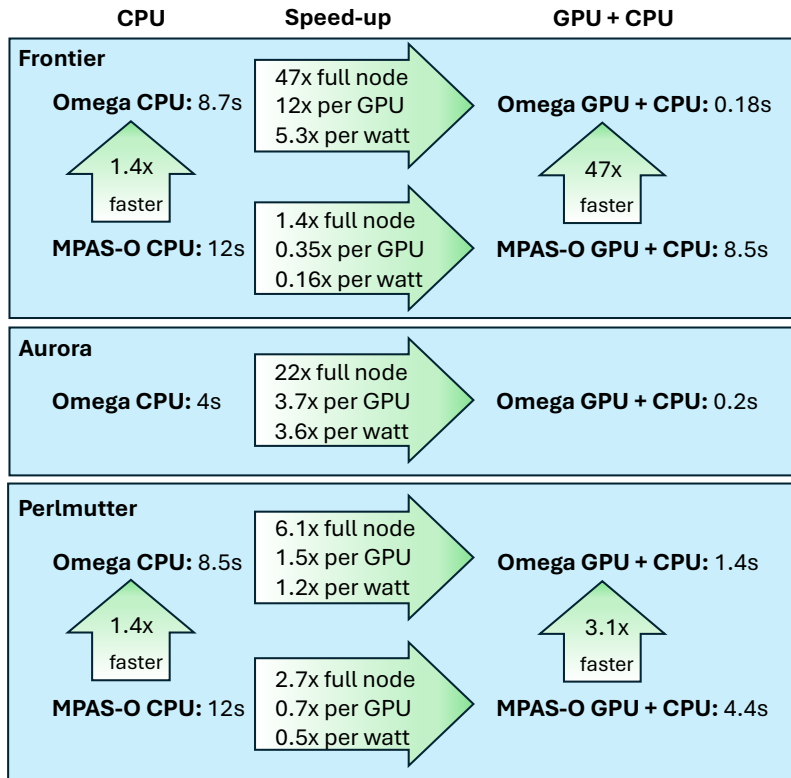 CPU Speed-up GPU + CPU
Frontier
47x full node
12x per GPU
5.3x per watt
Omega CPU: 8.7s
Omega GPU + CPU: 0.18s
1.4x
faster
47x
faster
1.4x full node
0.35x per GPU
0.16x per watt
MPAS-O CPU: 12s
MPAS-O GPU + CPU: 8.5s
Aurora
Omega CPU: 4s
22x full node
3.7x per GPU
3.6x per watt
Omega GPU + CPU: 0.2s
Perlmutter
6.1x full node
1.5x per GPU
1.2x per watt
Omega CPU: 8.5s
Omega GPU + CPU: 1.4s
1.4x
faster
3.1x
faster
2.7x full node
0.7x per GPU
0.5x per watt
MPAS-O CPU: 12s
MPAS-O GPU + CPU: 4.4s